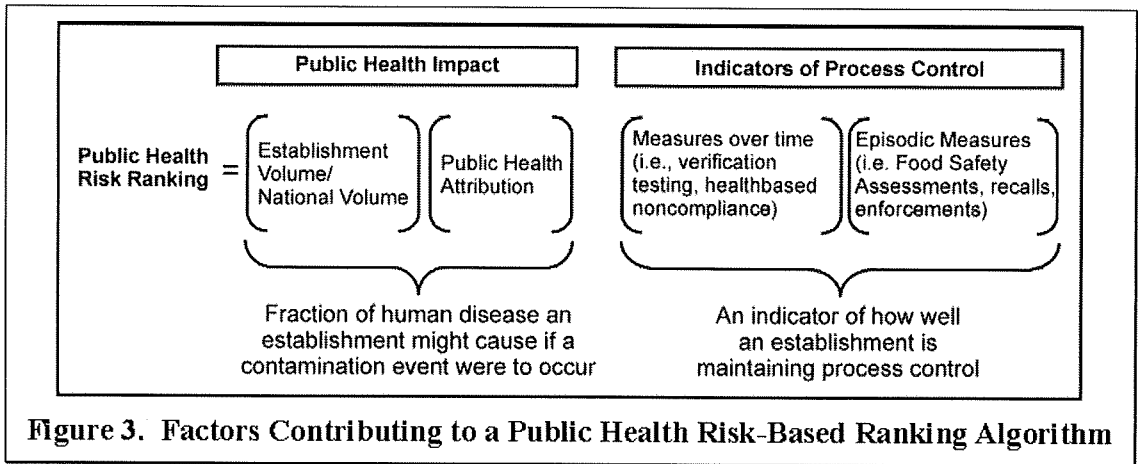 Public Health Impact
Indicators of Process Control
Public Health
Risk Ranking
=
Establishment
Volume/
National Volume
Public Health
Attribution
Measures over time
(i.e., verification
testing, healthbased
noncompliance)
Episodic Measures
(i.e. Food Safety
Assessments, recalls,
enforcements)
Fraction of human disease an
establishment might cause if a
contamination event were to occur
An indicator of how well
an establishment is
maintaining process control
Figure 3. Factors Contributing to a Public Health Risk-Based Ranking Algorithm